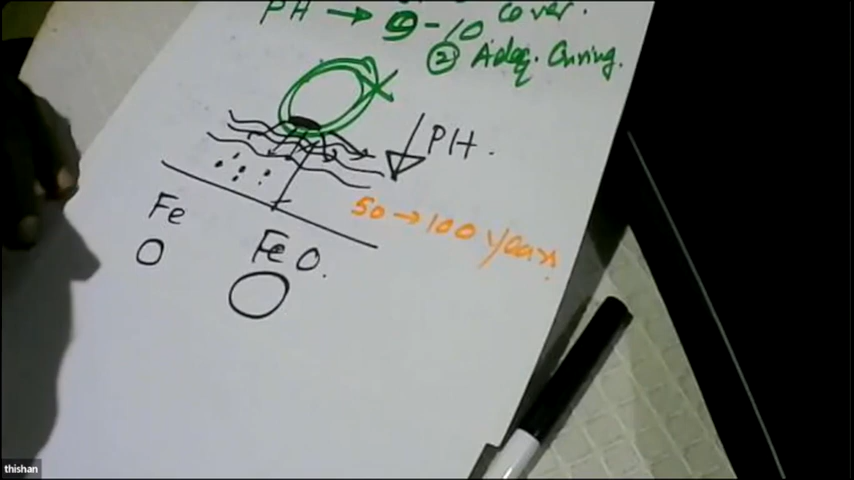 PH → 9-10 cover.
② Adeq. Curing.
PH.
50 → 100 years
Fe
FeO.
thishan